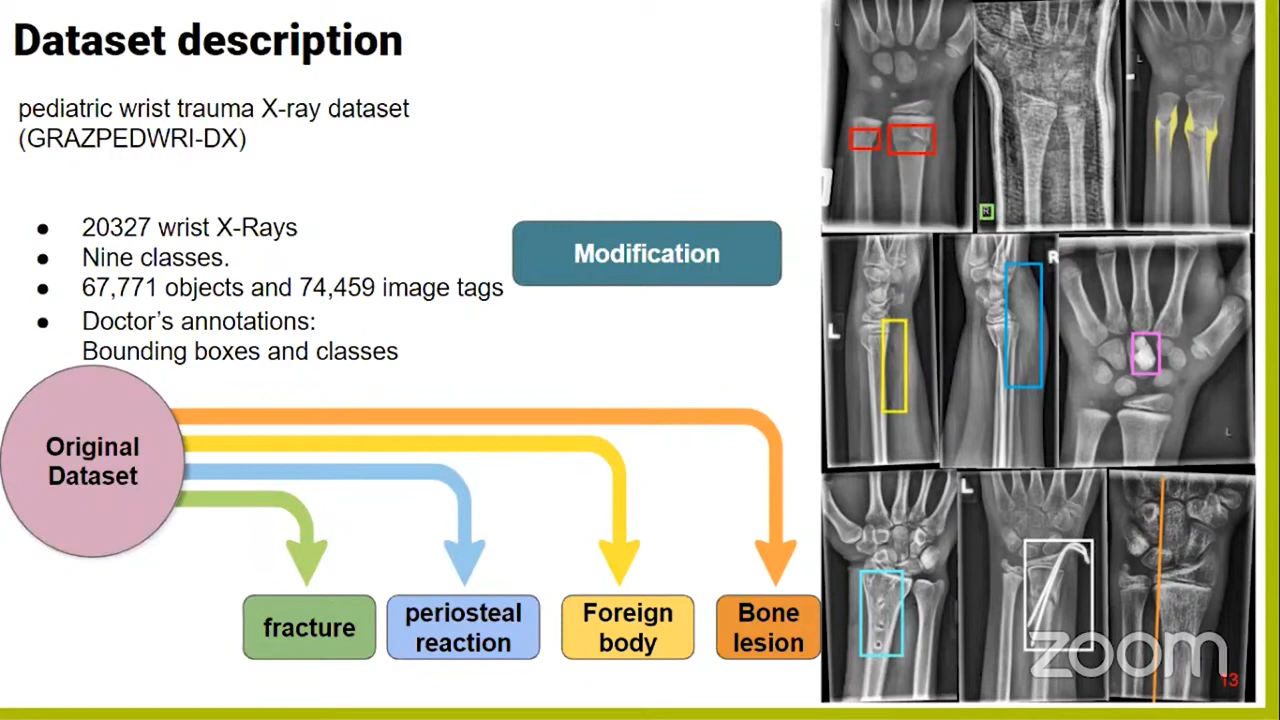 Dataset description
pediatric wrist trauma X-ray dataset
(GRAZPEDWRI-DX)
20327 wrist X-Rays
Nine classes.
67,771 objects and 74,459 image tags
Doctor's annotations:
Bounding boxes and classes
Modification
Original
Dataset
fracture
periosteal
reaction
Foreign
body
Bone
lesion
L
R
L
R
L
L
zoom
13